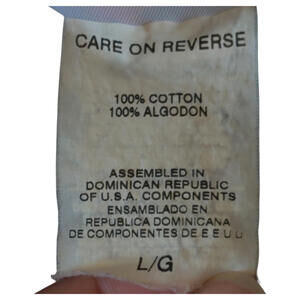 CARE ON REVERSE
100% COTTON
100% ALGODON
ASSEMBLED IN
DOMINICAN REPUBLIC
OF U.S.A. COMPONENTS
ENSAMBLADO EN
REPUBLICA DOMINICANA
DE COMPONENTES DE E E U U
L/G